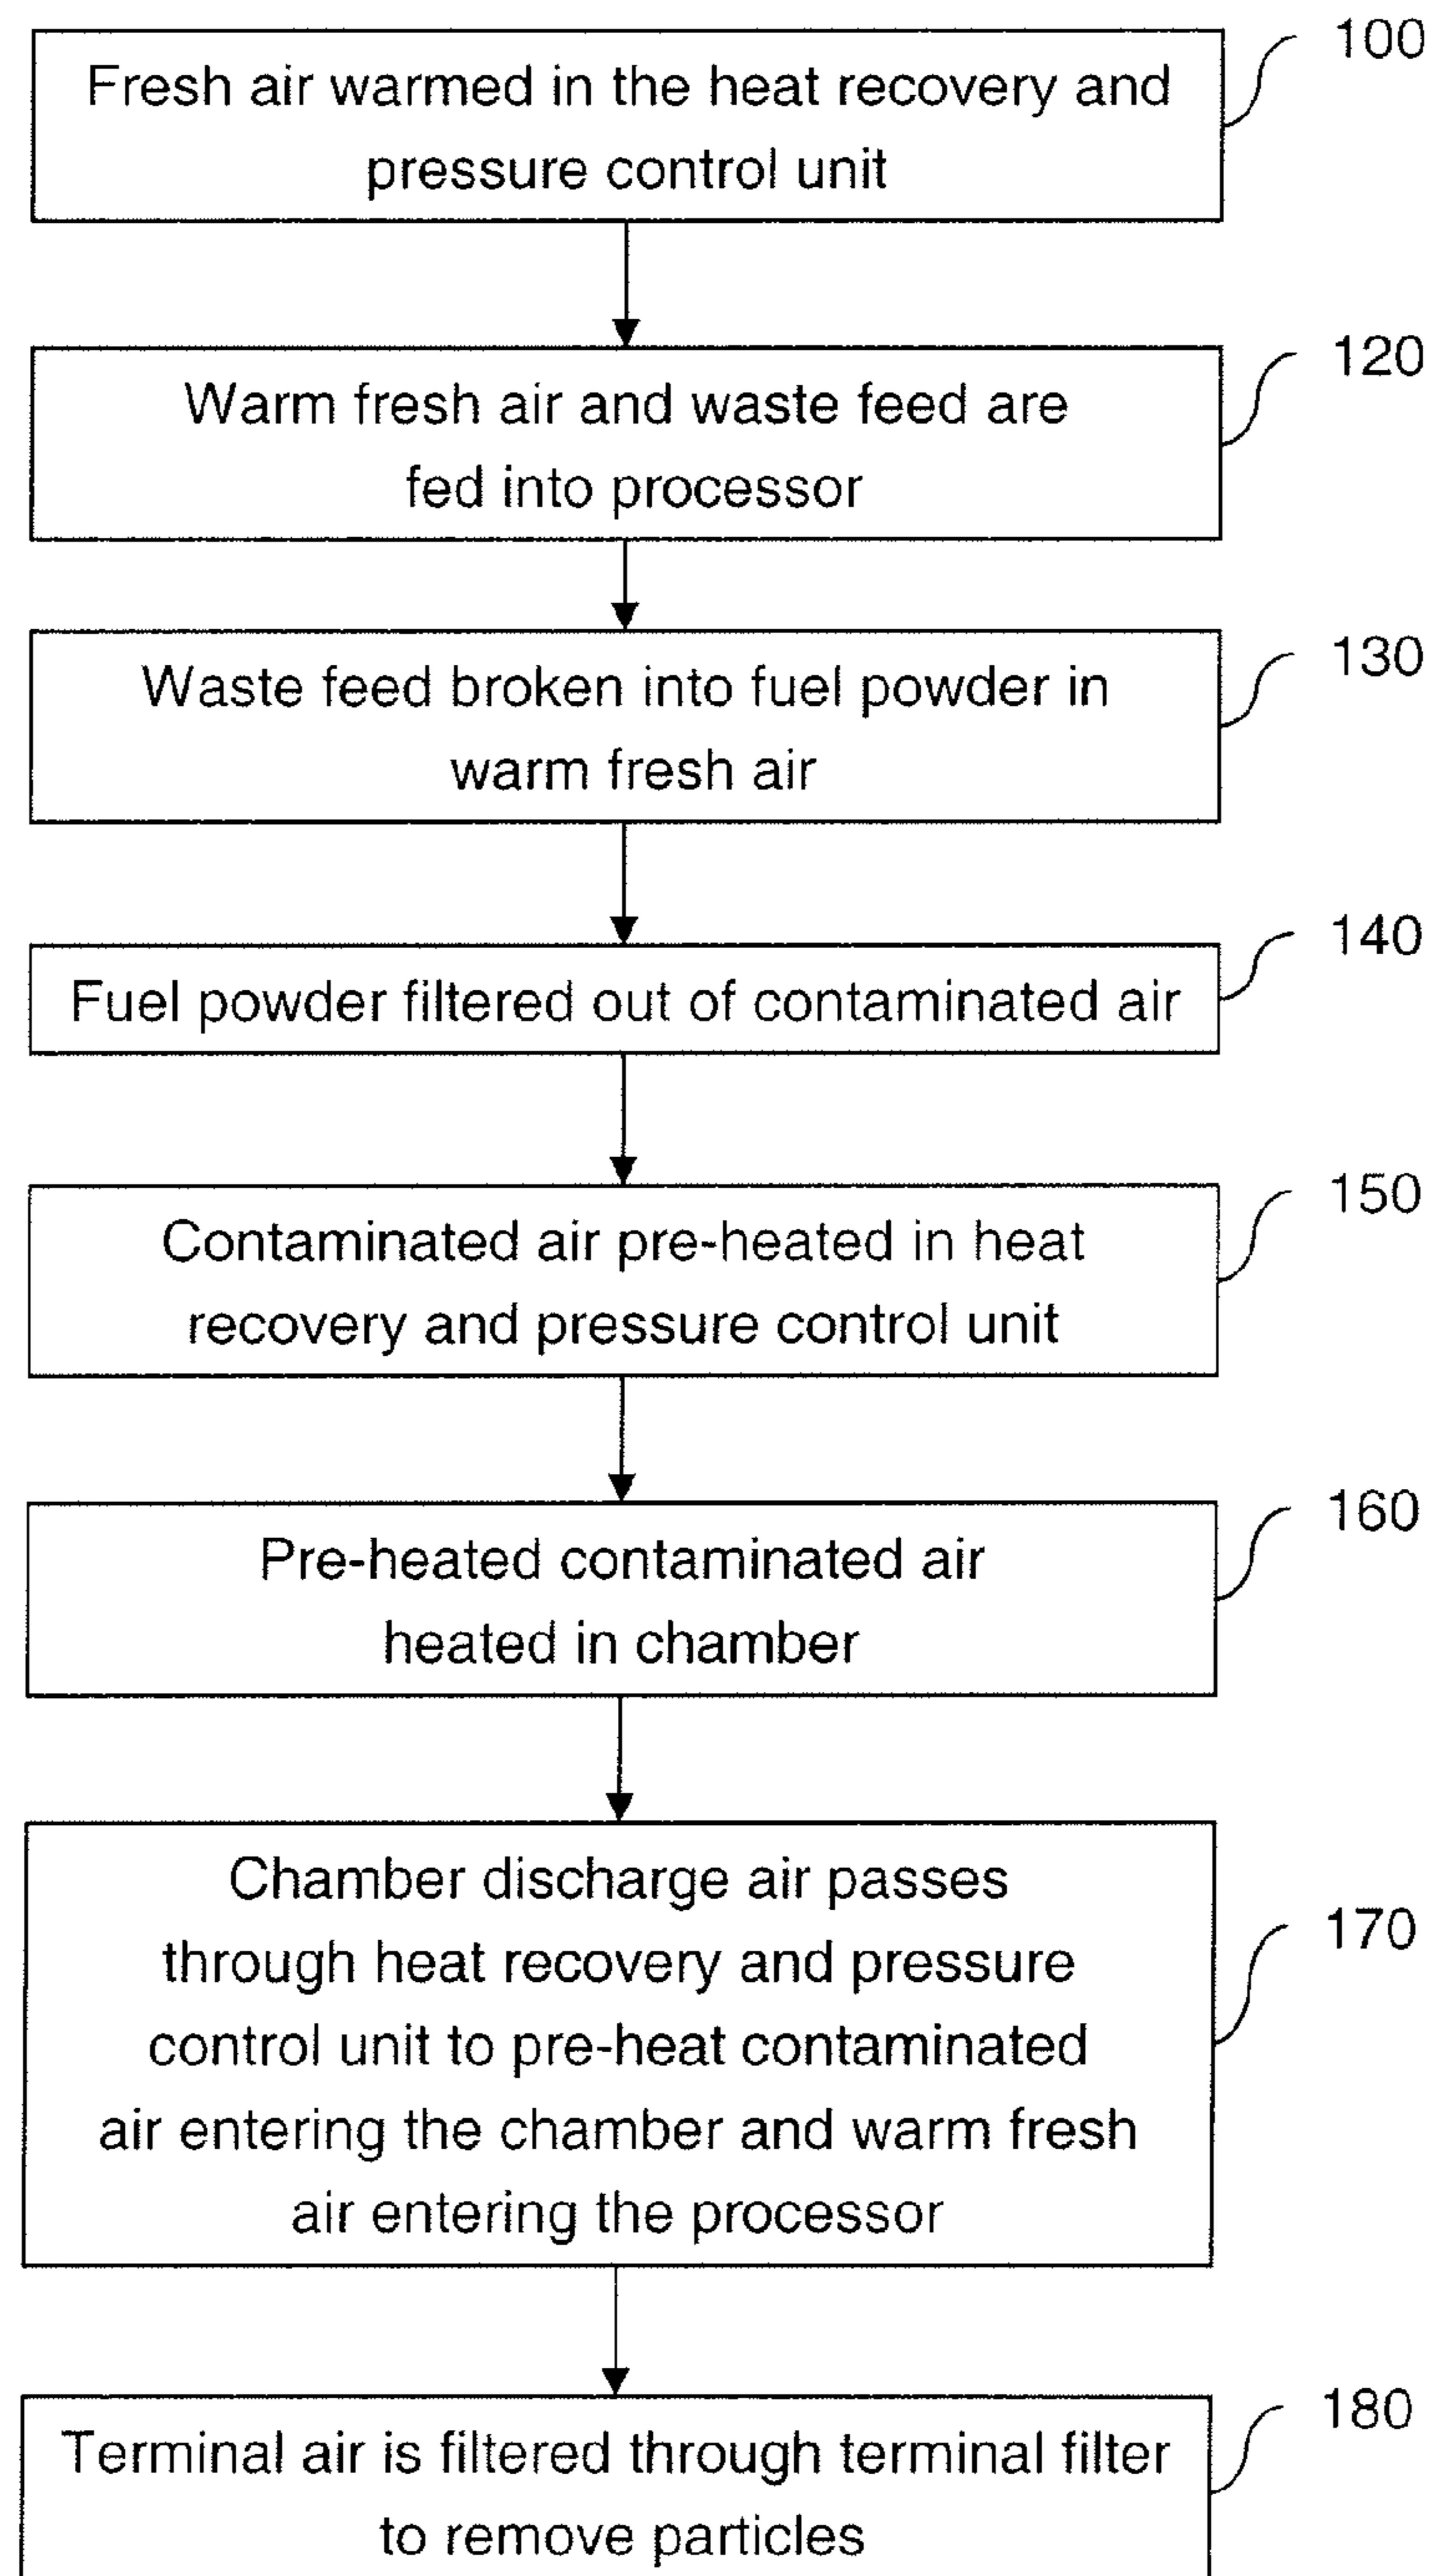 100
Fresh air warmed in the heat recovery and
pressure control unit
120
Warm fresh air and waste feed are
fed into processor
130
Waste feed broken into fuel powder in
warm fresh air
140
Fuel powder filtered out of contaminated air
150
Contaminated air pre-heated in heat
recovery and pressure control unit
160
Pre-heated contaminated air
heated in chamber
170
Chamber discharge air passes
through heat recovery and pressure
control unit to pre-heat contaminated
air entering the chamber and warm fresh
air entering the processor
180
Terminal air is filtered through terminal filter
to remove particles